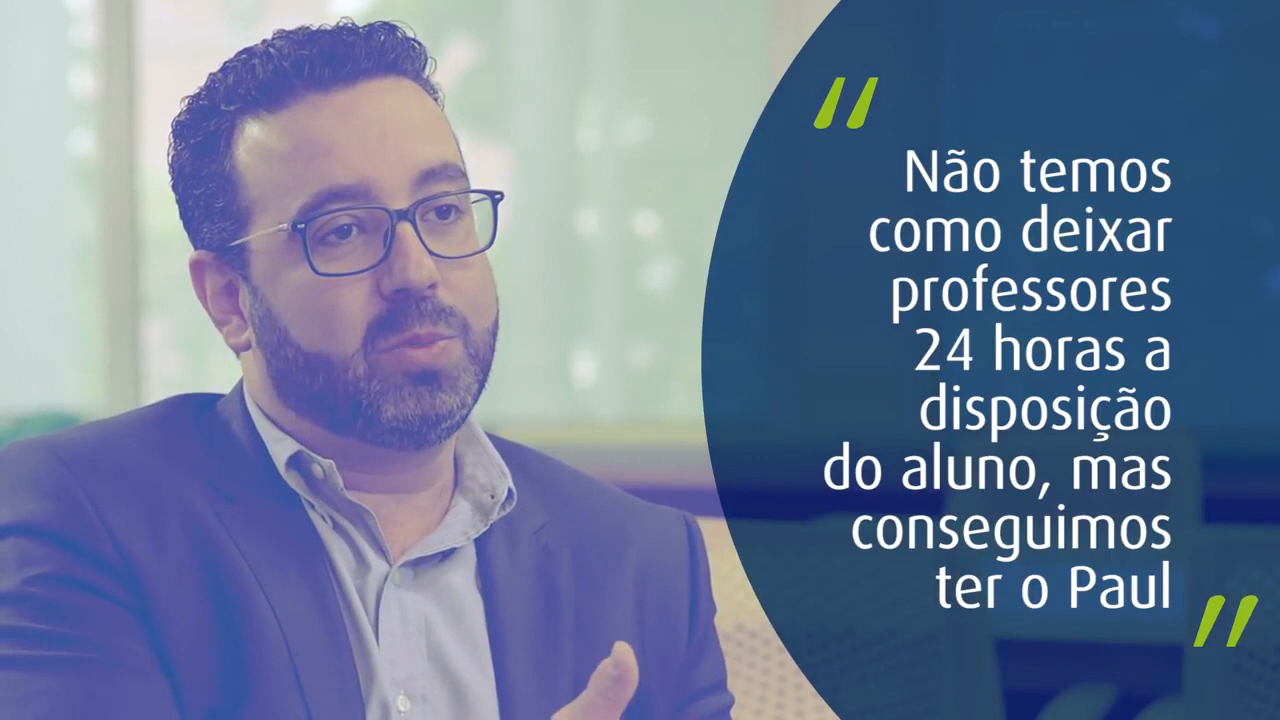 Não temos
como deixar
professores
24 horas a
disposição
do aluno, mas
conseguimos
ter o Paul